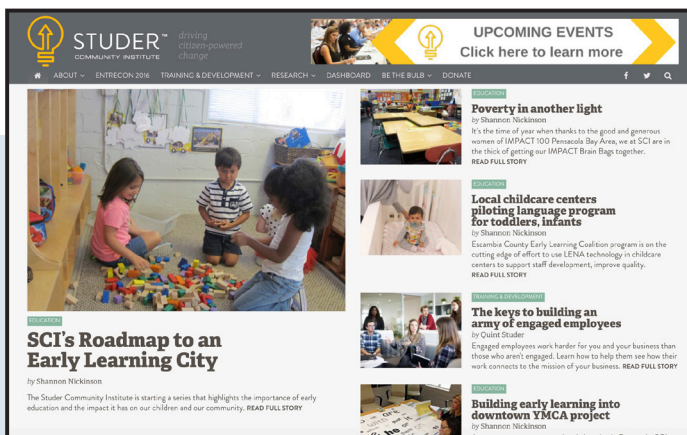 STUDER™
COMMUNITY INSTITUTE
driving
citizen-powered
change
UPCOMING EVENTS
Click here to learn more
ABOUT
ENTRECON 2016
TRAINING & DEVELOPMENT
RESEARCH
DASHBOARD
BE THE BULB
DONATE
EDUCATION
SCI's Roadmap to an
Early Learning City
by Shannon Nickinson
The Studer Community Institute is starting a series that highlights the importance of early
education and the impact it has on our children and our community. READ FULL STORY
EDUCATION
Poverty in another light
by Shannon Nickinson
It's the time of year when thanks to the good and generous
women of IMPACT 100 Pensacola Bay Area, we at SCI are in
the thick of getting our IMPACT Brain Bags together.
READ FULL STORY
EDUCATION
Local childcare centers
piloting language program
for toddlers, infants
by Shannon Nickinson
Escambia County Early Learning Coalition program is on the
cutting edge of effort to use LENA technology in childcare
centers to support staff development, improve quality.
READ FULL STORY
TRAINING & DEVELOPMENT
The keys to building an
army of engaged employees
by Quint Studer
Engaged employees work harder for you and your business than
those who aren't engaged. Learn how to help them see how their
work connects to the mission of your business. READ FULL STORY
EDUCATION
Building early learning into
downtown YMCA project
by Shannon Nickinson